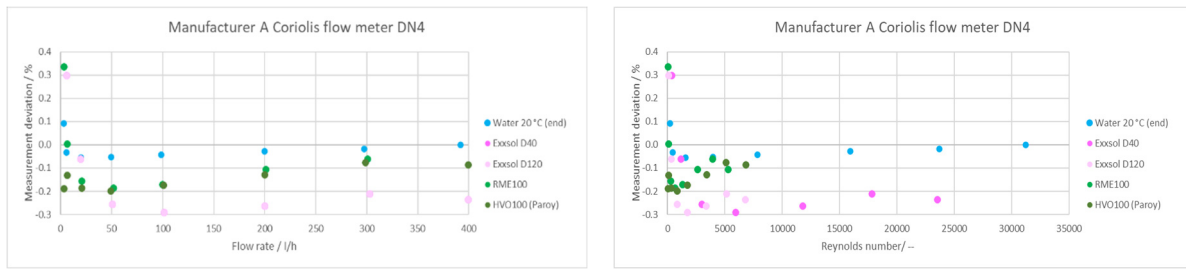 Manufacturer A Coriolis flow meter DN4
Measurement deviation / %
0.4
0.3
0.2
0.1
0.0
-0.1
-0.2
-0.3
0 50 100 150 200 250 300 350 400
Flow rate / l/h
Water 20 °C (end)
Exxsol D40
Exxsol D120
RME100
HVO100 (Paroy)
Manufacturer A Coriolis flow meter DN4
Measurement deviation / %
0.4
0.3
0.2
0.1
0.0
-0.1
-0.2
-0.3
0 5000 10000 15000 20000 25000 30000 35000
Reynolds number/ --
Water 20 °C (end)
Exxsol D40
Exxsol D120
RME100
HVO100 (Paroy)